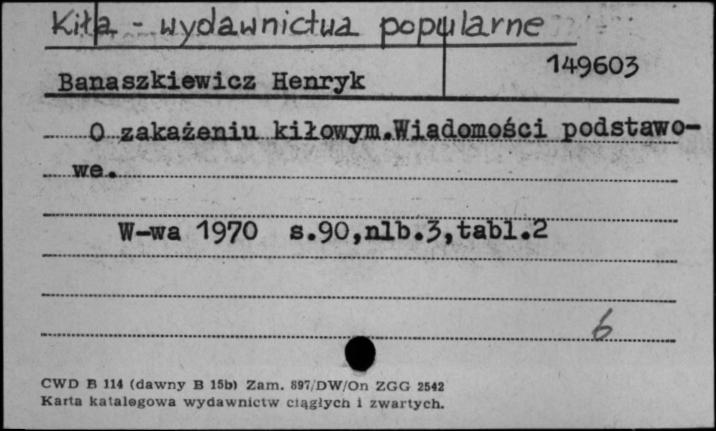 Kiła - wydawnictwa popularne
149603
Banaszkiewicz Henryk
O zakażeniu kiłowym.Wiadomości podstawo-
we.
W-wa 1970 s.90,nlb.3,tabl.2
6
CWD B 114 (dawny B 15b) Zam. 897/DW/On ZGG 2542
Karta katalogowa wydawnictw ciągłych i zwartych.